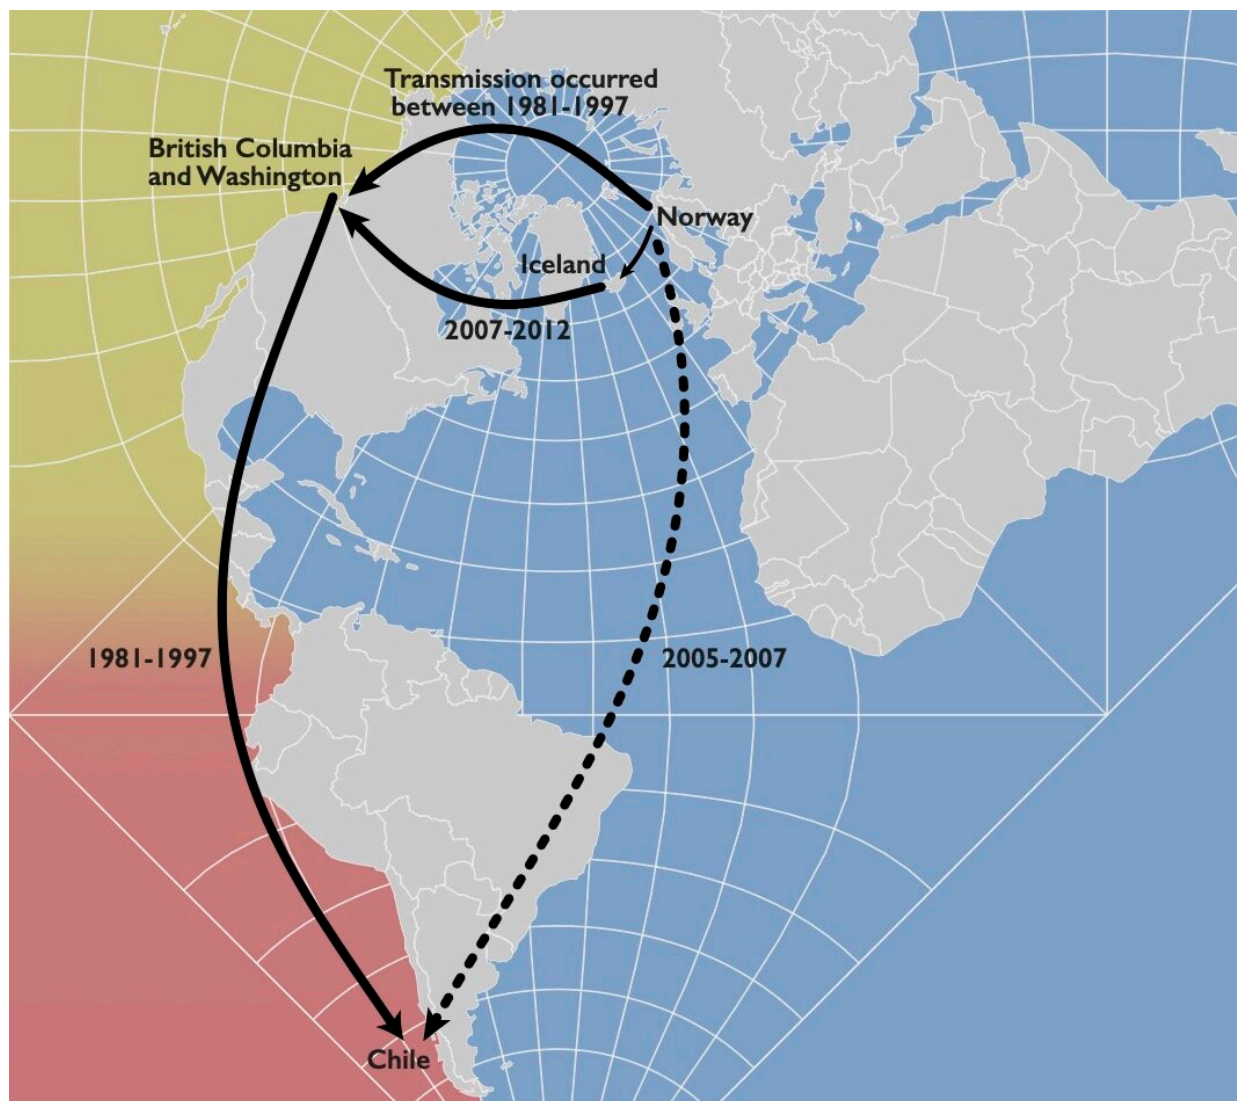 Transmission occurred
between 1981-1997
British Columbia
and Washington
Norway
Iceland
2007-2012
1981-1997
2005-2007
Chile